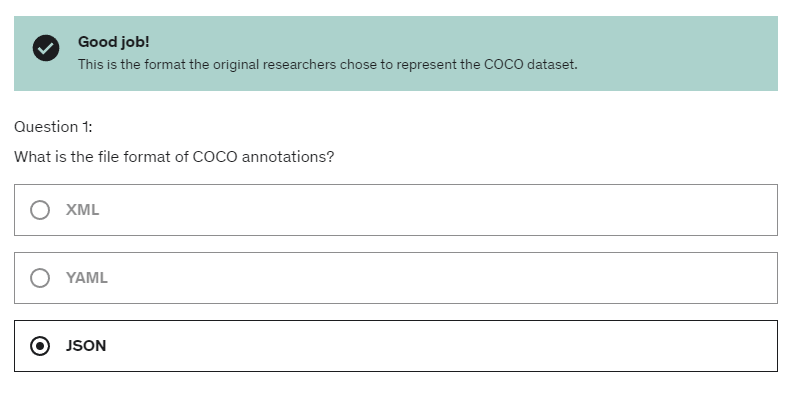 Good job!
This is the format the original researchers chose to represent the COCO dataset.
Question 1:
What is the file format of COCO annotations?
XML
YAML
JSON